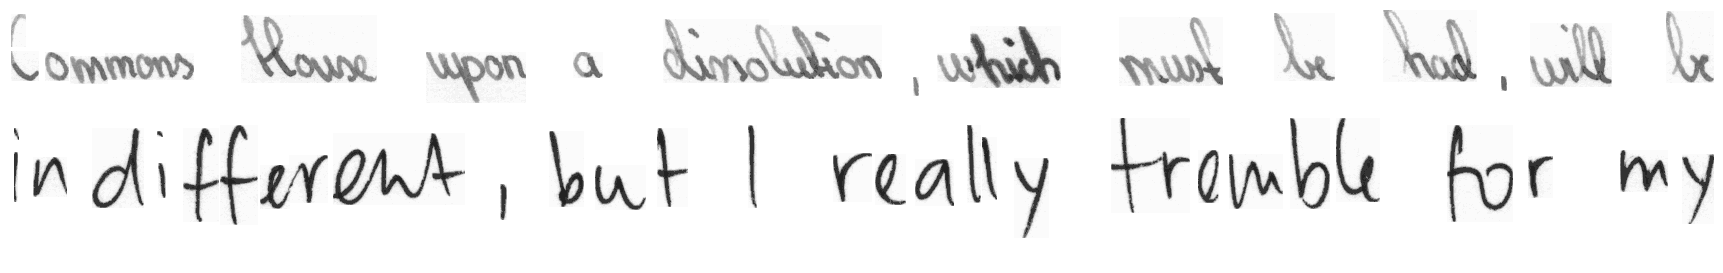 Commons House upon a dissolution, which must be had, will be
indifferent, but I really tremble for my